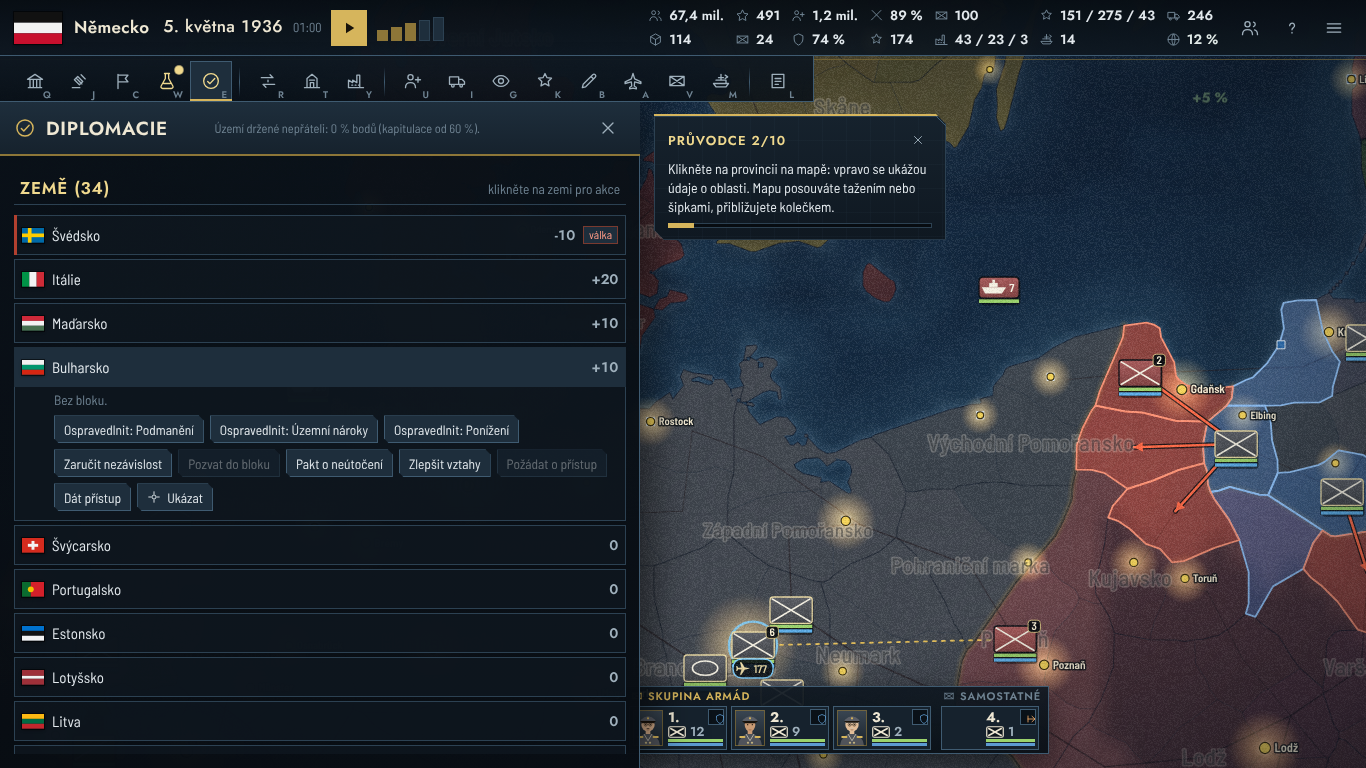 Německo 5. května 1936 01:00
67,4 mil. 491 1,2 mil. 89 % 100 151 / 275 / 43 246
114 24 74 % 174 43 / 23 / 3 14 12 %
?
Q J C W E R T Y U I G K B A V M L
DIPLOMACIE
Území držené nepřáteli: 0 % bodů (kapitulace od 60 %).
ZEMĚ (34)
klikněte na zemi pro akce
Švédsko -10 válka
Itálie +20
Maďarsko +10
Bulharsko +10
Bez bloku.
Ospravedlnit: Podmanění Ospravedlnit: Územní nároky Ospravedlnit: Ponížení
Zaručit nezávislost Pozvat do bloku Pakt o neútočení Zlepšit vztahy Požádat o přístup
Dát přístup Ukázat
Švýcarsko 0
Portugalsko 0
Estonsko 0
Lotyšsko 0
Litva 0
PRŮVODCE 2/10
Klikněte na provincii na mapě: vpravo se ukážou
údaje o oblasti. Mapu posouváte tažením nebo
šipkami, přibližujete kolečkem.
Skåne
+5 %
7
2
Gdaňsk
Elbing
Rostock
Východní Pomořansko
Západní Pomořansko
Pohraniční marka
Kujavsko
Toruň
6
177
Neumark
3
Poznaň
Lodž
Lodž
SKUPINA ARMÁD
SAMOSTATNÉ
1. 12
2. 9
3. 2
4. 1